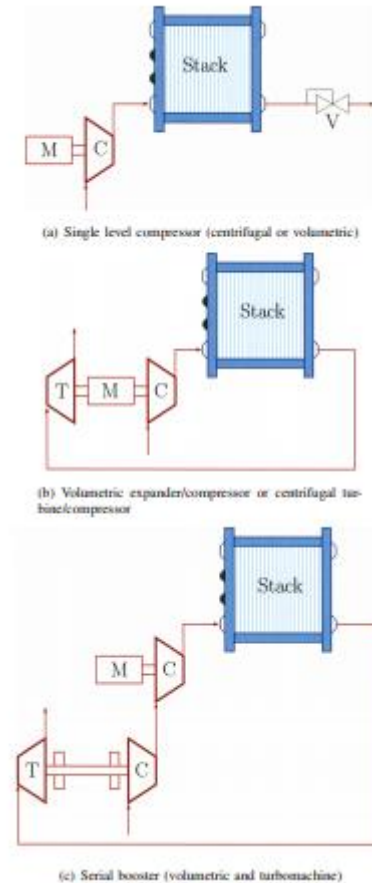 Stack
M
C
V
(a) Single level compressor (centrifugal or volumetric)
Stack
T
M
C
(b) Volumetric expander/compressor or centrifugal tur-
bine/compressor
Stack
M
C
T
C
(c) Serial booster (volumetric and turbomachine)